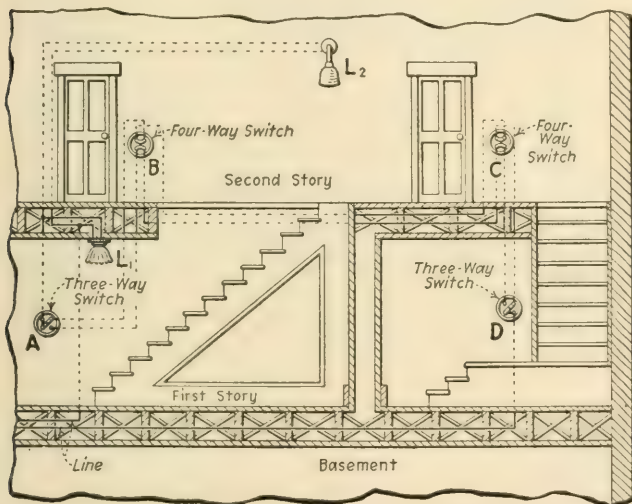 L2
Four-Way Switch
B
Four-
Way
Switch
C
Second Story
L1
Three-Way
Switch
A
Three-Way
Switch
D
First Story
Line
Basement